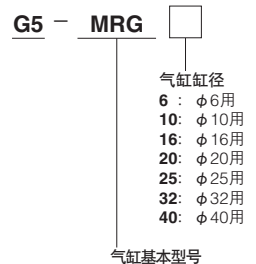 G5 － MRG □
气缸缸径
6 ： φ6用
10： φ10用
16： φ16用
20： φ20用
25： φ25用
32： φ32用
40： φ40用
气缸基本型号